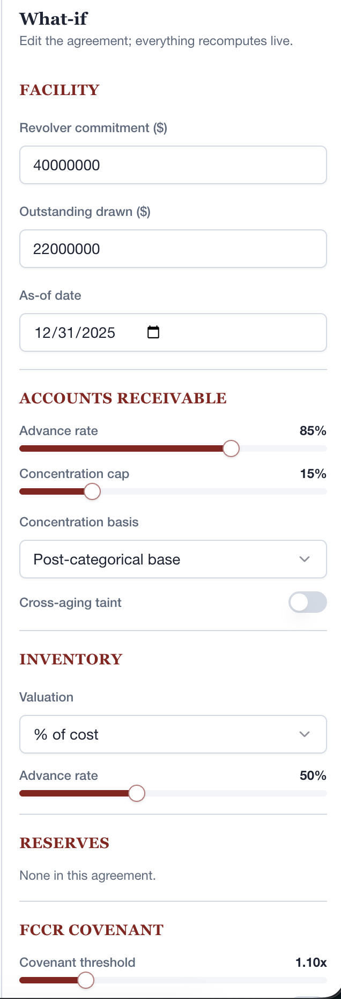 What-if
Edit the agreement; everything recomputes live.
FACILITY
Revolver commitment ($)
40000000
Outstanding drawn ($)
22000000
As-of date
12/31/2025
ACCOUNTS RECEIVABLE
Advance rate 85%
Concentration cap 15%
Concentration basis
Post-categorical base
Cross-aging taint
INVENTORY
Valuation
% of cost
Advance rate 50%
RESERVES
None in this agreement.
FCCR COVENANT
Covenant threshold 1.10x